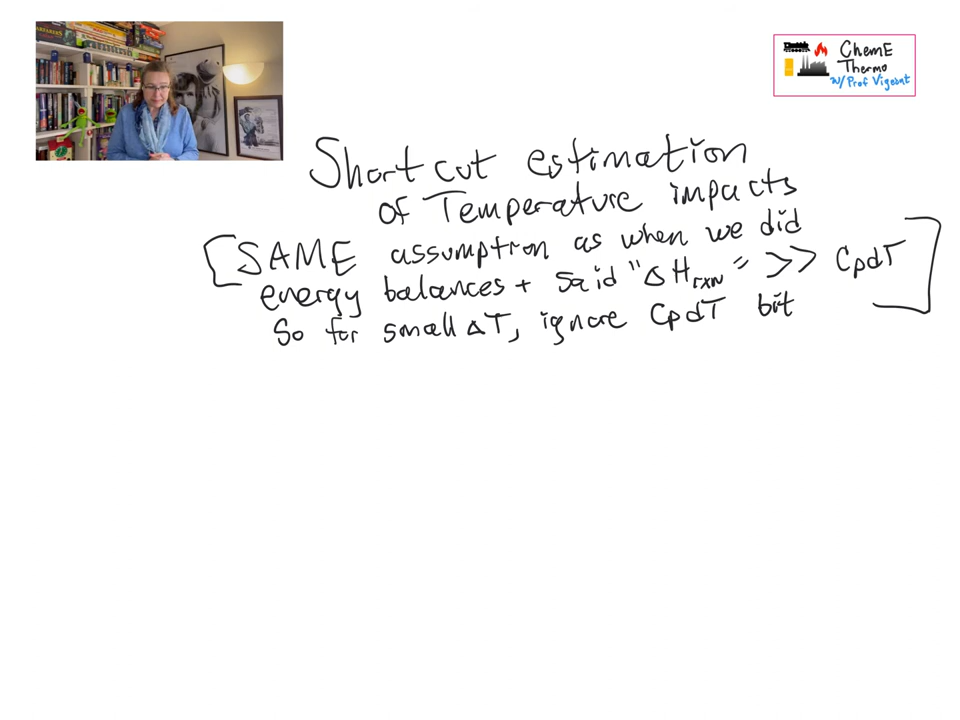 ChemE
Thermo
w/ Prof Vigeant
Shortcut estimation
of Temperature impacts
[SAME assumption as when we did
energy balances + said "ΔHrxn" >> CpdT
So for small ΔT, ignore CpdT bit]